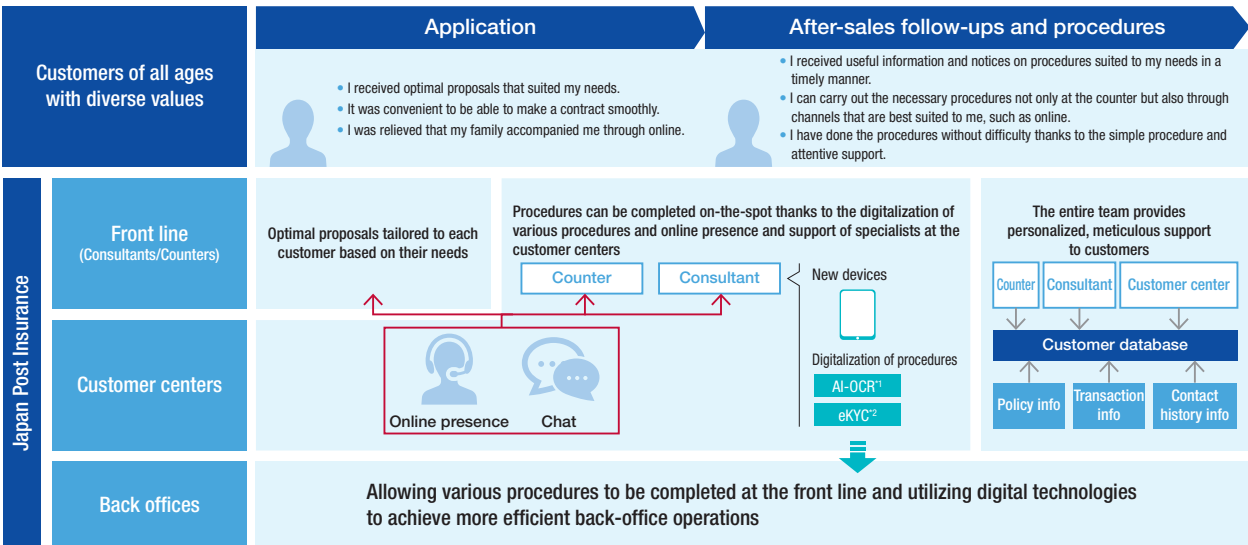 Customers of all ages
with diverse values
Application
After-sales follow-ups and procedures
• I received optimal proposals that suited my needs.
• It was convenient to be able to make a contract smoothly.
• I was relieved that my family accompanied me through online.
• I received useful information and notices on procedures suited to my needs in a
timely manner.
• I can carry out the necessary procedures not only at the counter but also through
channels that are best suited to me, such as online.
• I have done the procedures without difficulty thanks to the simple procedure and
attentive support.
Japan Post Insurance
Front line
(Consultants/Counters)
Optimal proposals tailored to each
customer based on their needs
Procedures can be completed on-the-spot thanks to the digitalization of
various procedures and online presence and support of specialists at the
customer centers
Counter
Consultant
New devices
Digitalization of procedures
AI-OCR*1
eKYC*2
The entire team provides
personalized, meticulous support
to customers
Counter
Consultant
Customer center
Customer database
Policy info
Transaction
info
Contact
history info
Customer centers
Online presence
Chat
Back offices
Allowing various procedures to be completed at the front line and utilizing digital technologies
to achieve more efficient back-office operations